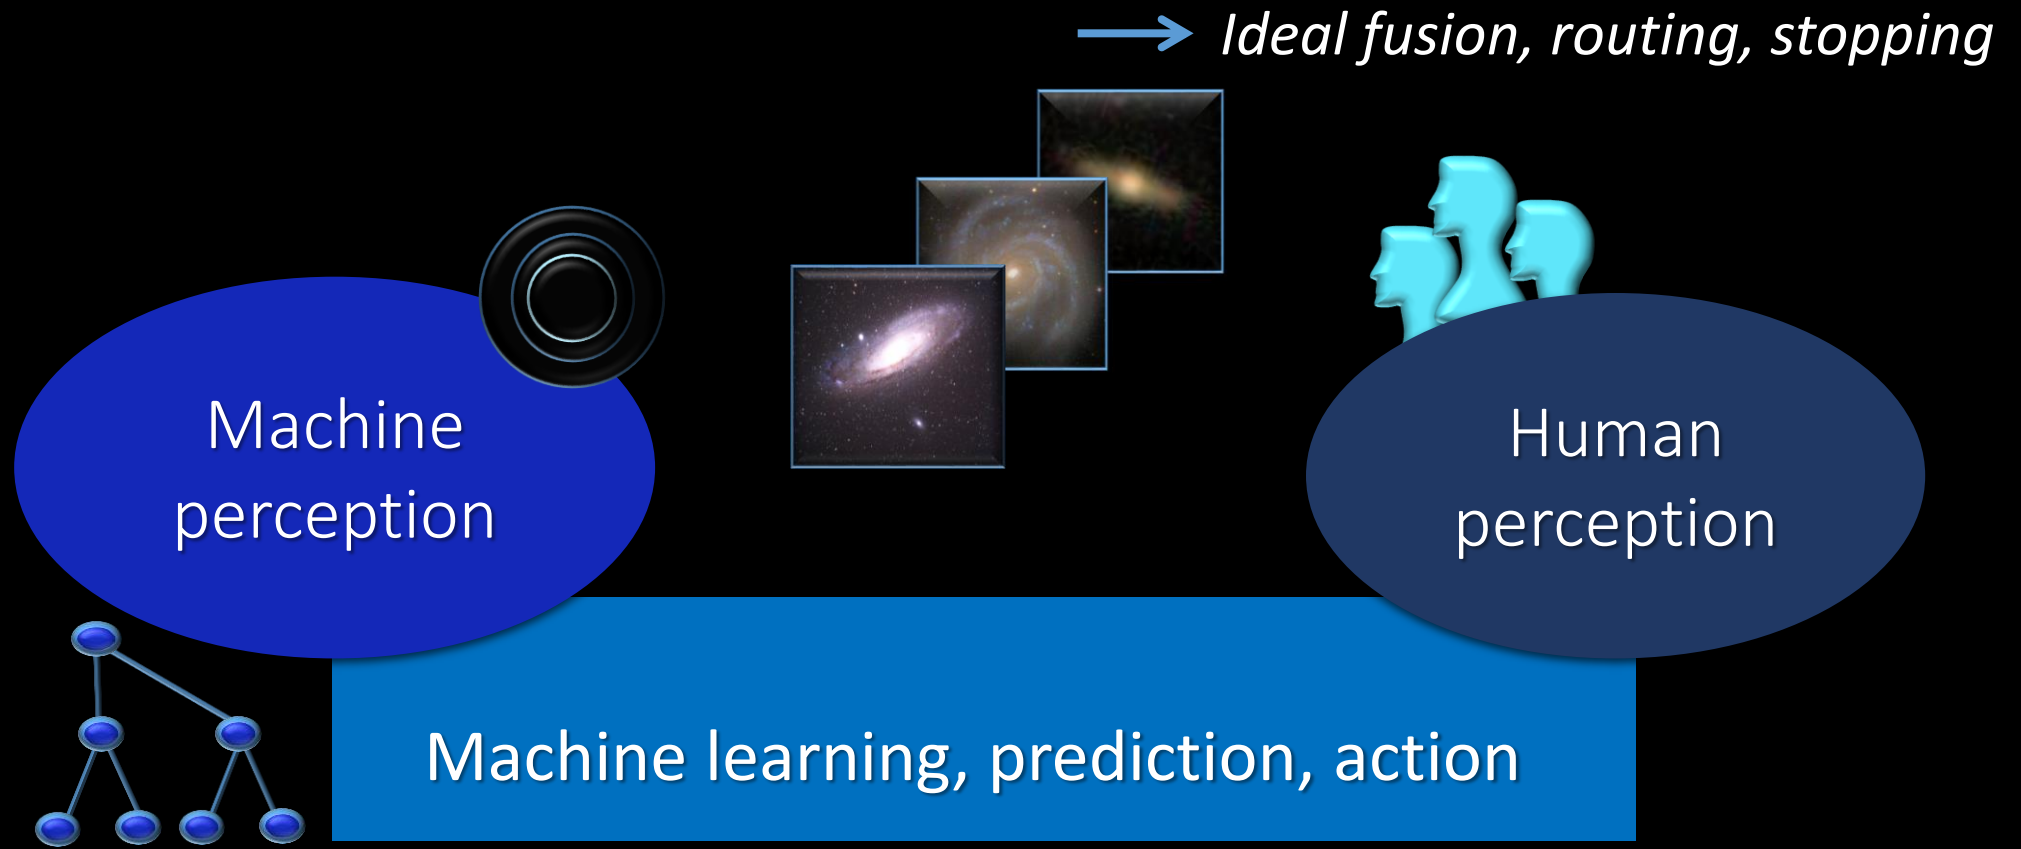 Ideal fusion, routing, stopping
Machine
perception
Human
perception
Machine learning, prediction, action